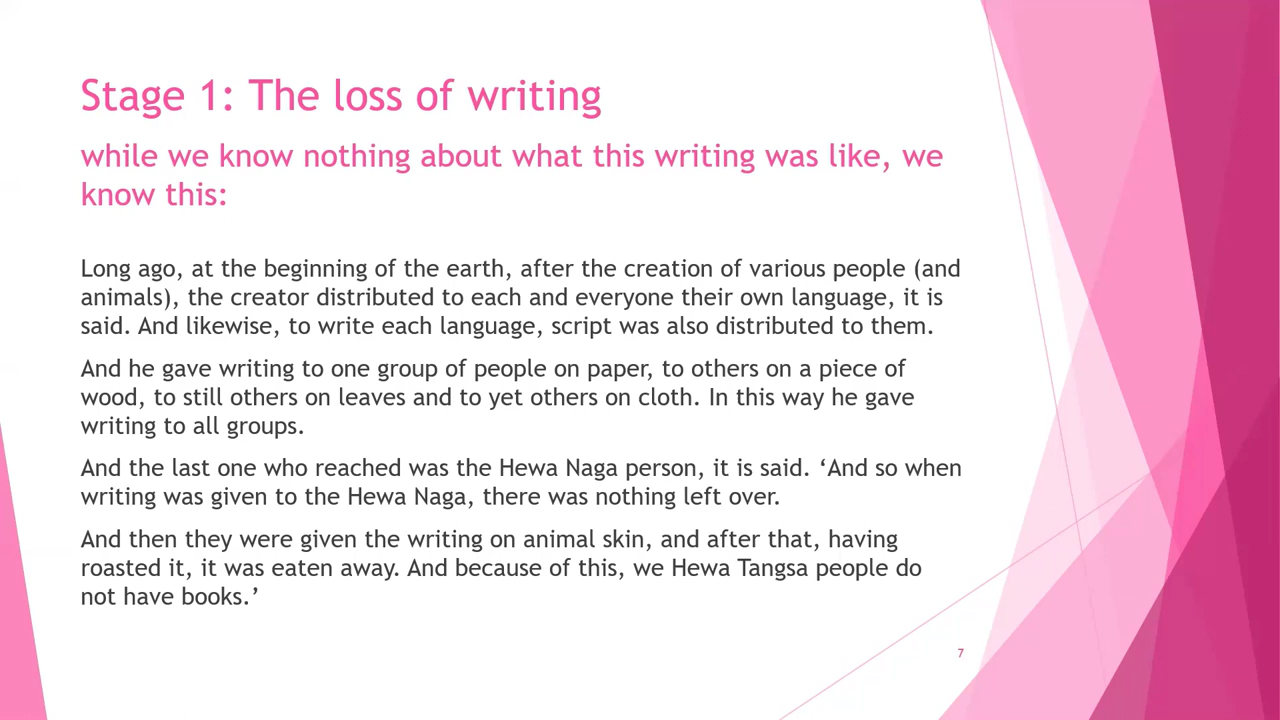 Stage 1: The loss of writing
while we know nothing about what this writing was like, we
know this:
Long ago, at the beginning of the earth, after the creation of various people (and
animals), the creator distributed to each and everyone their own language, it is
said. And likewise, to write each language, script was also distributed to them.
And he gave writing to one group of people on paper, to others on a piece of
wood, to still others on leaves and to yet others on cloth. In this way he gave
writing to all groups.
And the last one who reached was the Hewa Naga person, it is said. ‘And so when
writing was given to the Hewa Naga, there was nothing left over.
And then they were given the writing on animal skin, and after that, having
roasted it, it was eaten away. And because of this, we Hewa Tangsa people do
not have books.’
7